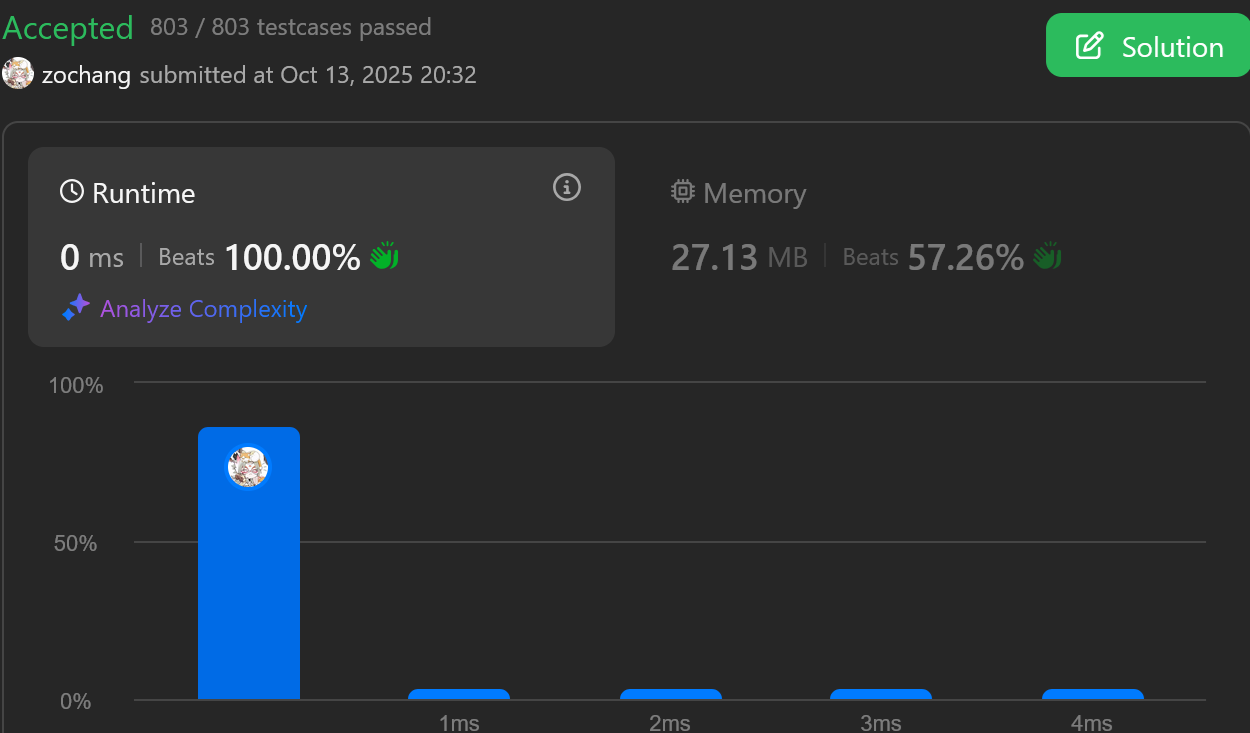 Accepted 803 / 803 testcases passed
zochang submitted at Oct 13, 2025 20:32
Solution
Runtime
0 ms Beats 100.00%
Analyze Complexity
Memory
27.13 MB Beats 57.26%
100%
50%
0%
1ms 2ms 3ms 4ms